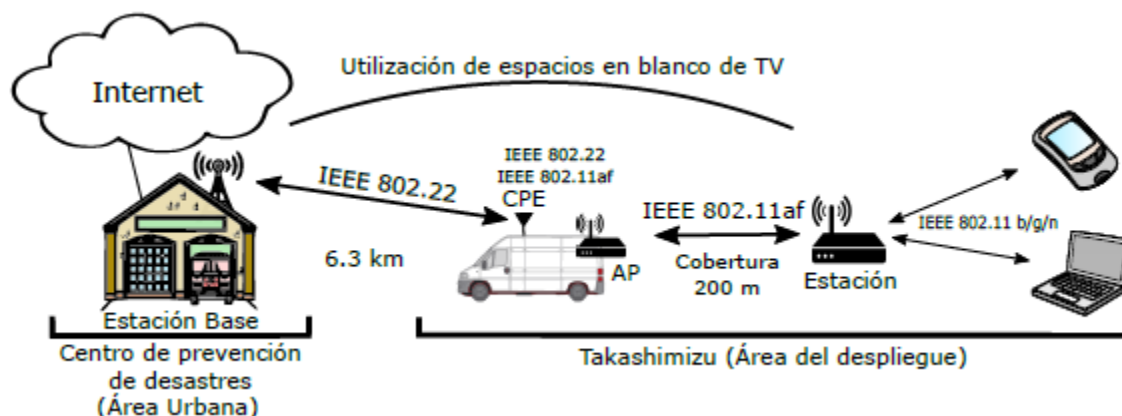 Utilización de espacios en blanco de TV
Internet
IEEE 802.22
IEEE 802.22
IEEE 802.11af
CPE
6.3 km
AP
IEEE 802.11af
Cobertura
200 m
Estación
IEEE 802.11 b/g/n
Estación Base
Centro de prevención
de desastres
(Área Urbana)
Takashimizu (Área del despliegue)